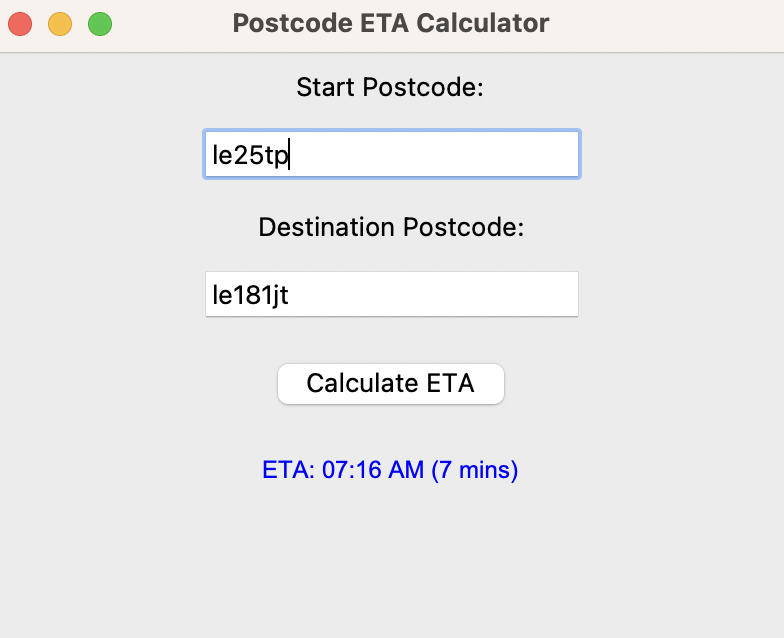 Postcode ETA Calculator
Start Postcode:
le25tp
Destination Postcode:
le181jt
Calculate ETA
ETA: 07:16 AM (7 mins)